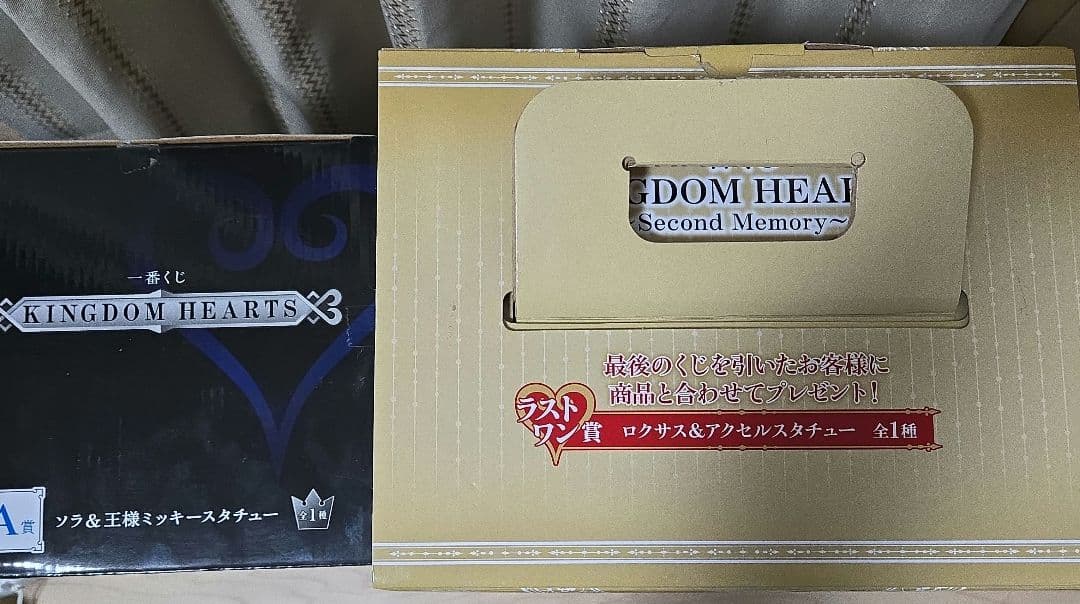 一番くじ
KINGDOM HEARTS
A賞
ソラ&王様ミッキースタチュー
全1種
GDOM HEAR
~Second Memory~
最後のくじを引いたお客様に
商品と合わせてプレゼント!
ラスト
ワン賞
ロクサス&アクセルスタチュー 全1種